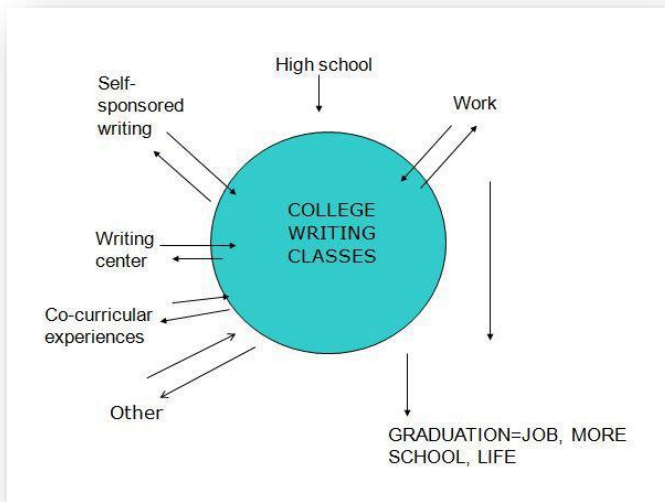 High school
Self-
sponsored
writing
Work
COLLEGE
WRITING
CLASSES
Writing
center
Co-curricular
experiences
Other
GRADUATION=JOB, MORE
SCHOOL, LIFE